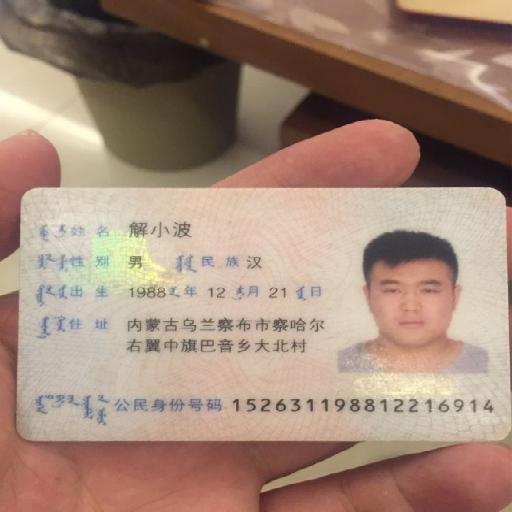 姓名 解小波
性别 男 民族 汉
出生 1988 年 12 月 21 日
住址 内蒙古乌兰察布市察哈尔
右翼中旗巴音乡大北村
公民身份号码 152631198812216914